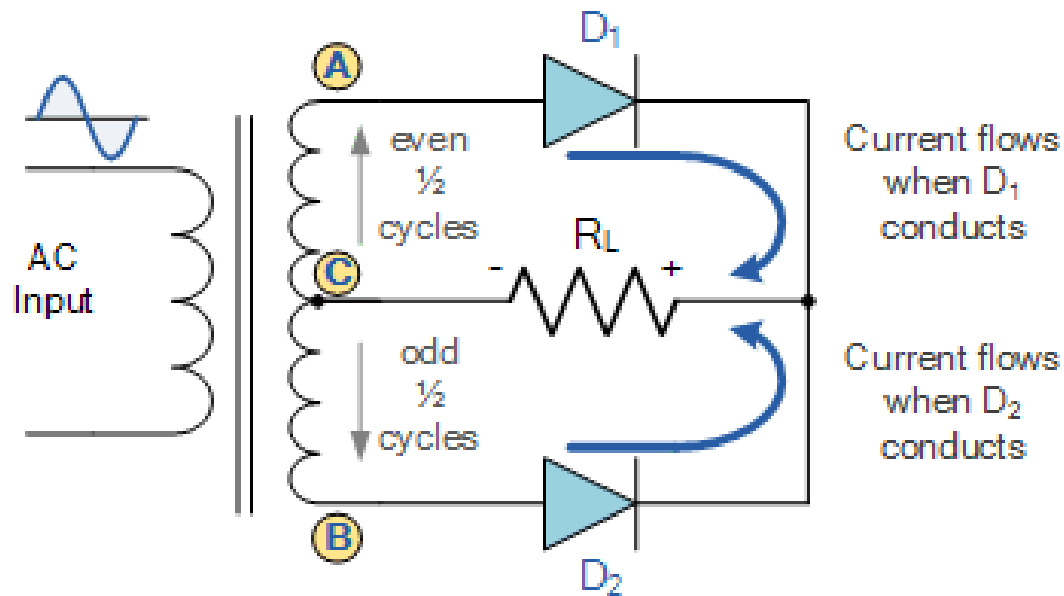 D1
A
even
½
cycles
Current flows
when D1
conducts
RL
AC
Input
C
- +
odd
½
cycles
Current flows
when D2
conducts
B
D2